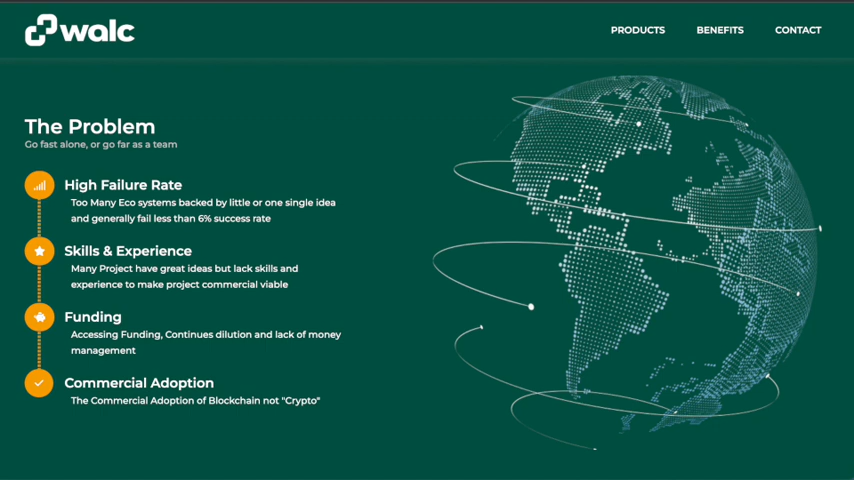 walc
PRODUCTS
BENEFITS
CONTACT
The Problem
Go fast alone, or go far as a team
High Failure Rate
Too Many Eco systems backed by little or one single idea
and generally fail less than 6% success rate
Skills & Experience
Many Project have great ideas but lack skills and
experience to make project commercial viable
Funding
Accessing Funding, Continues dilution and lack of money
management
Commercial Adoption
The Commercial Adoption of Blockchain not "Crypto"